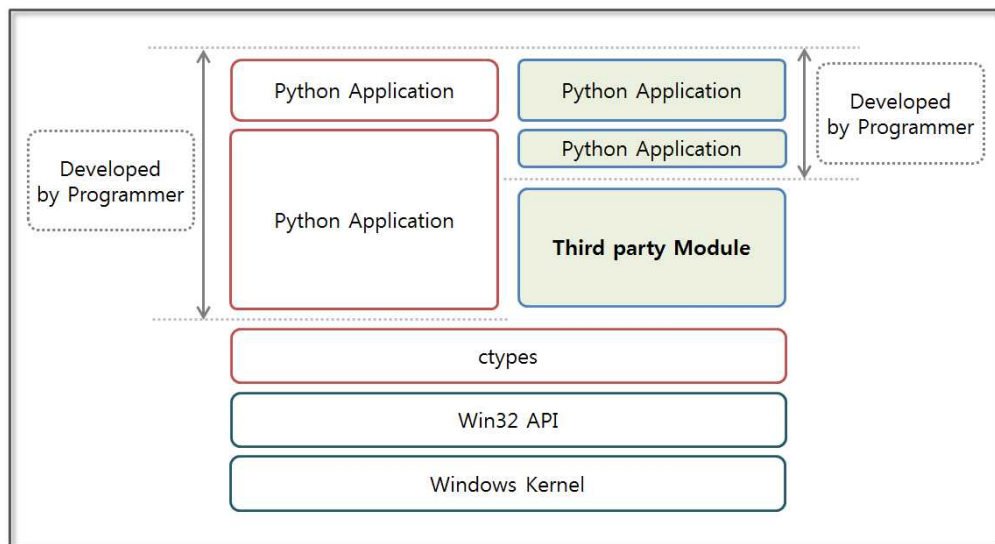 Python Application
Python Application
Developed
by Programmer
Developed
by Programmer
Python Application
Python Application
Third party Module
ctypes
Win32 API
Windows Kernel